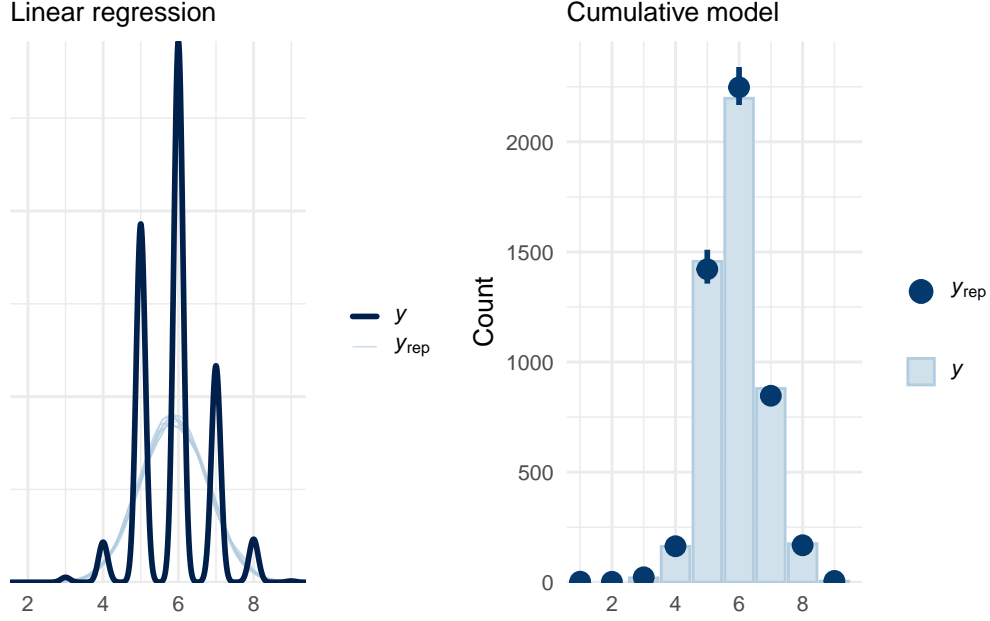 Linear regression
2 4 6 8
y
yrep
Cumulative model
Count
2000
1500
1000
500
0
2 4 6 8
yrep
y